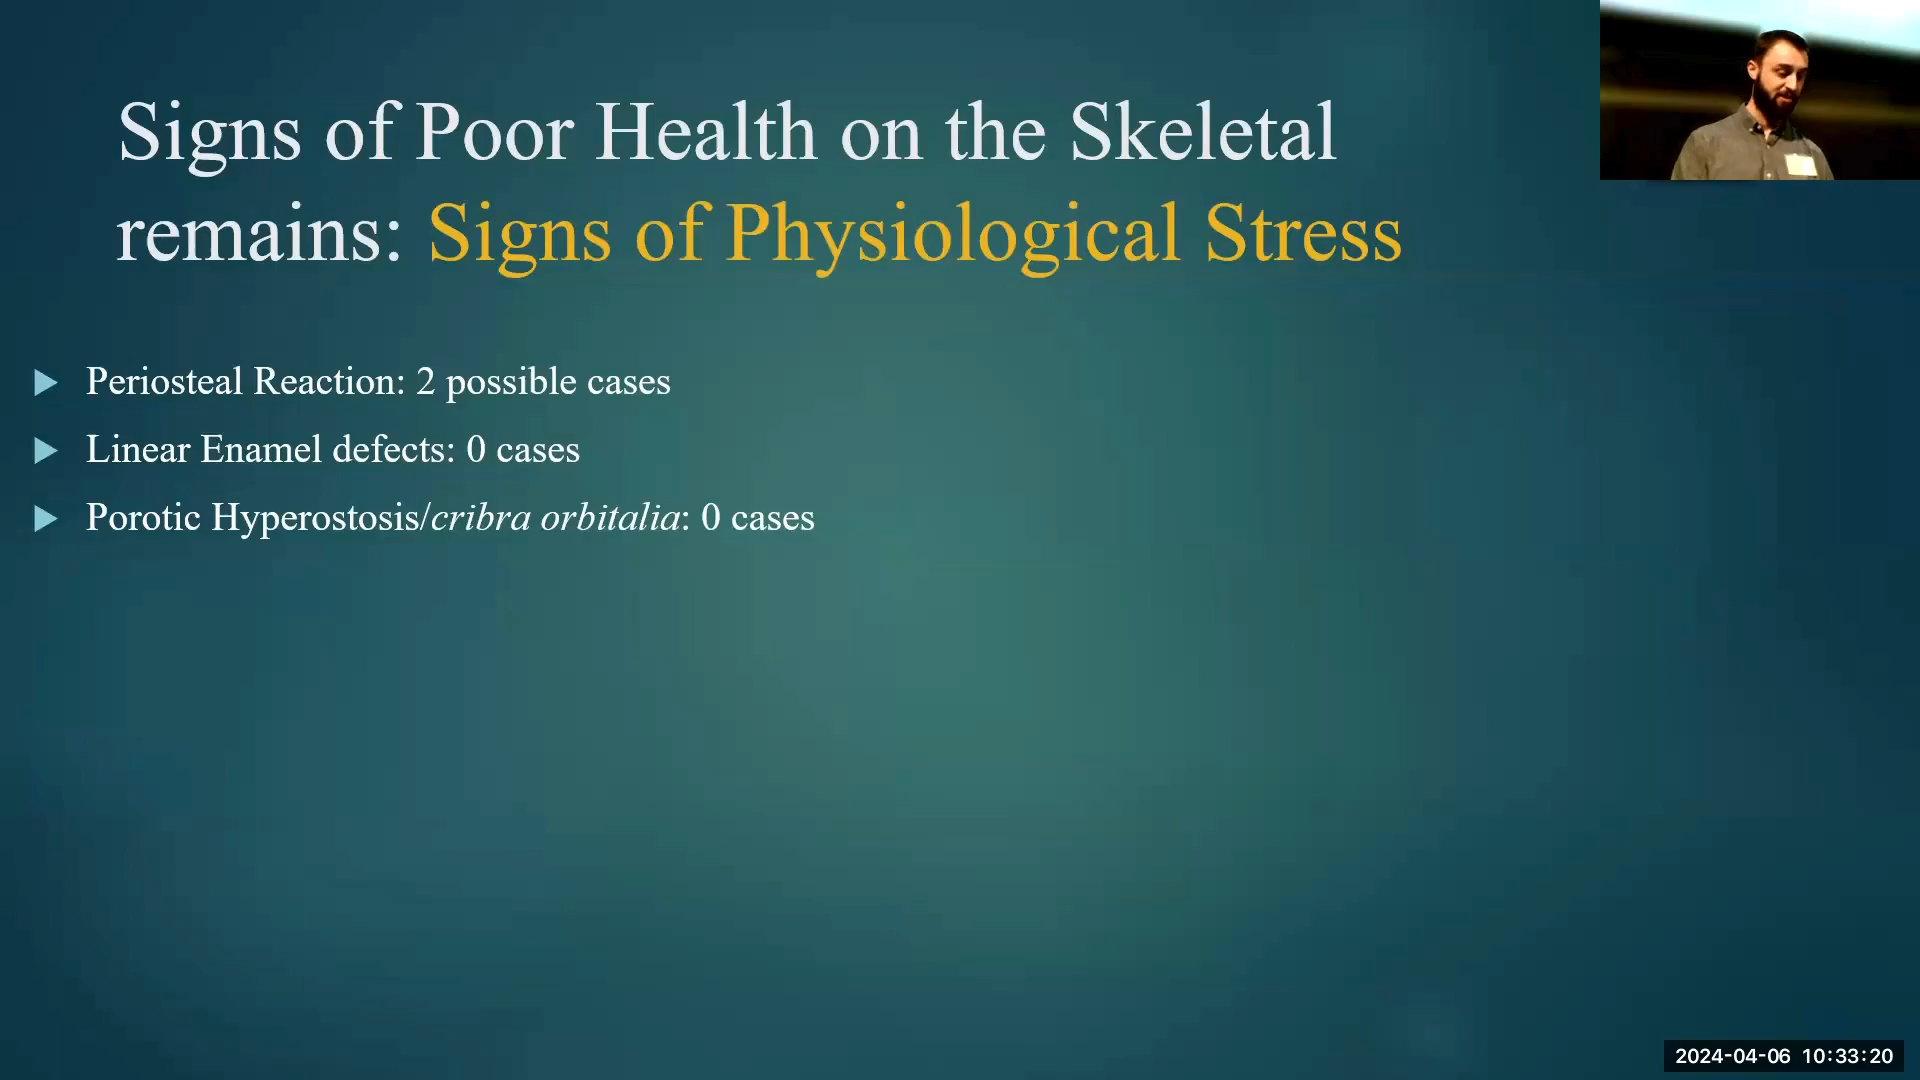 Signs of Poor Health on the Skeletal
remains: Signs of Physiological Stress
Periosteal Reaction: 2 possible cases
Linear Enamel defects: 0 cases
Porotic Hyperostosis/cribra orbitalia: 0 cases
2024-04-06 10:33:20